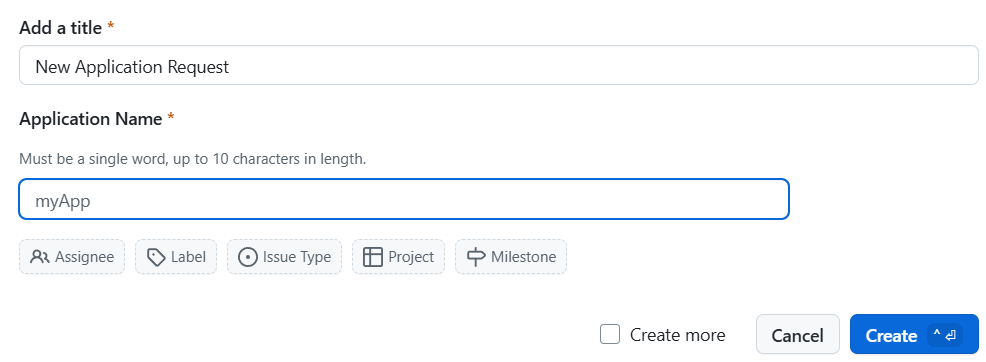 Add a title *
New Application Request
Application Name *
Must be a single word, up to 10 characters in length.
myApp
Assignee Label Issue Type Project Milestone
Create more Cancel Create ^ ⏎